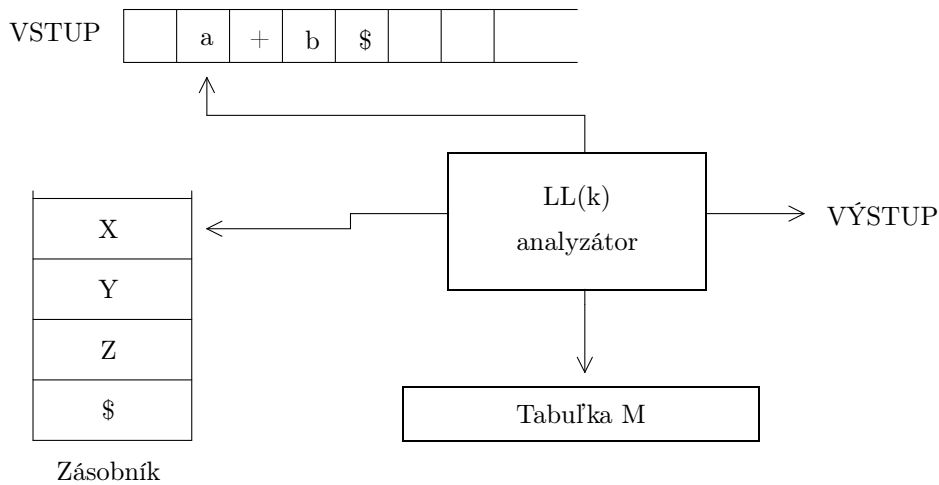 VSTUP a + b $
LL(k)
analyzátor
VÝSTUP
X
Y
Z
$
Zásobník
Tabuľka M